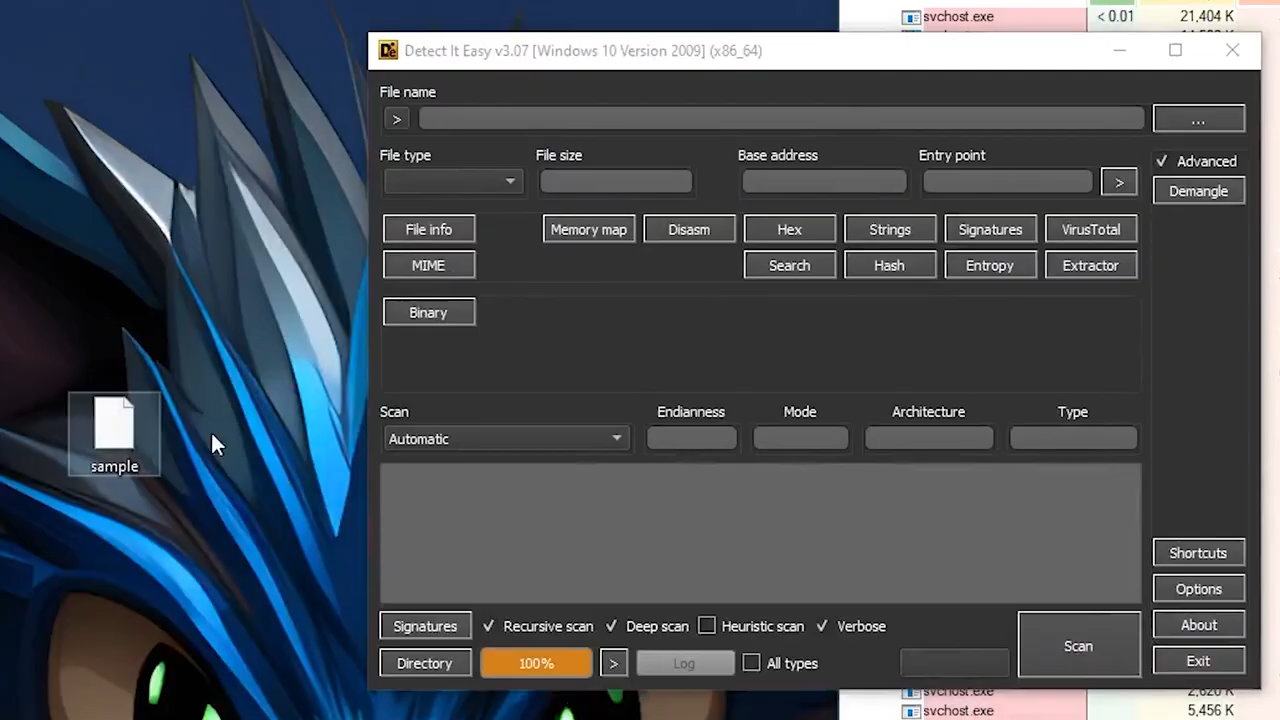 svchost.exe < 0.01 21,404 K
Detect It Easy v3.07 [Windows 10 Version 2009] (x86_64)
File name
> ...
File type File size Base address Entry point Advanced
> Demangle
File info Memory map Disasm Hex Strings Signatures VirusTotal
MIME Search Hash Entropy Extractor
Binary
Scan Endianness Mode Architecture Type
Automatic
sample
Shortcuts
Options
Signatures Recursive scan Deep scan Heuristic scan Verbose Scan About
Directory 100% > Log All types Exit
svchost.exe 2,620 K
svchost.exe 5,456 K